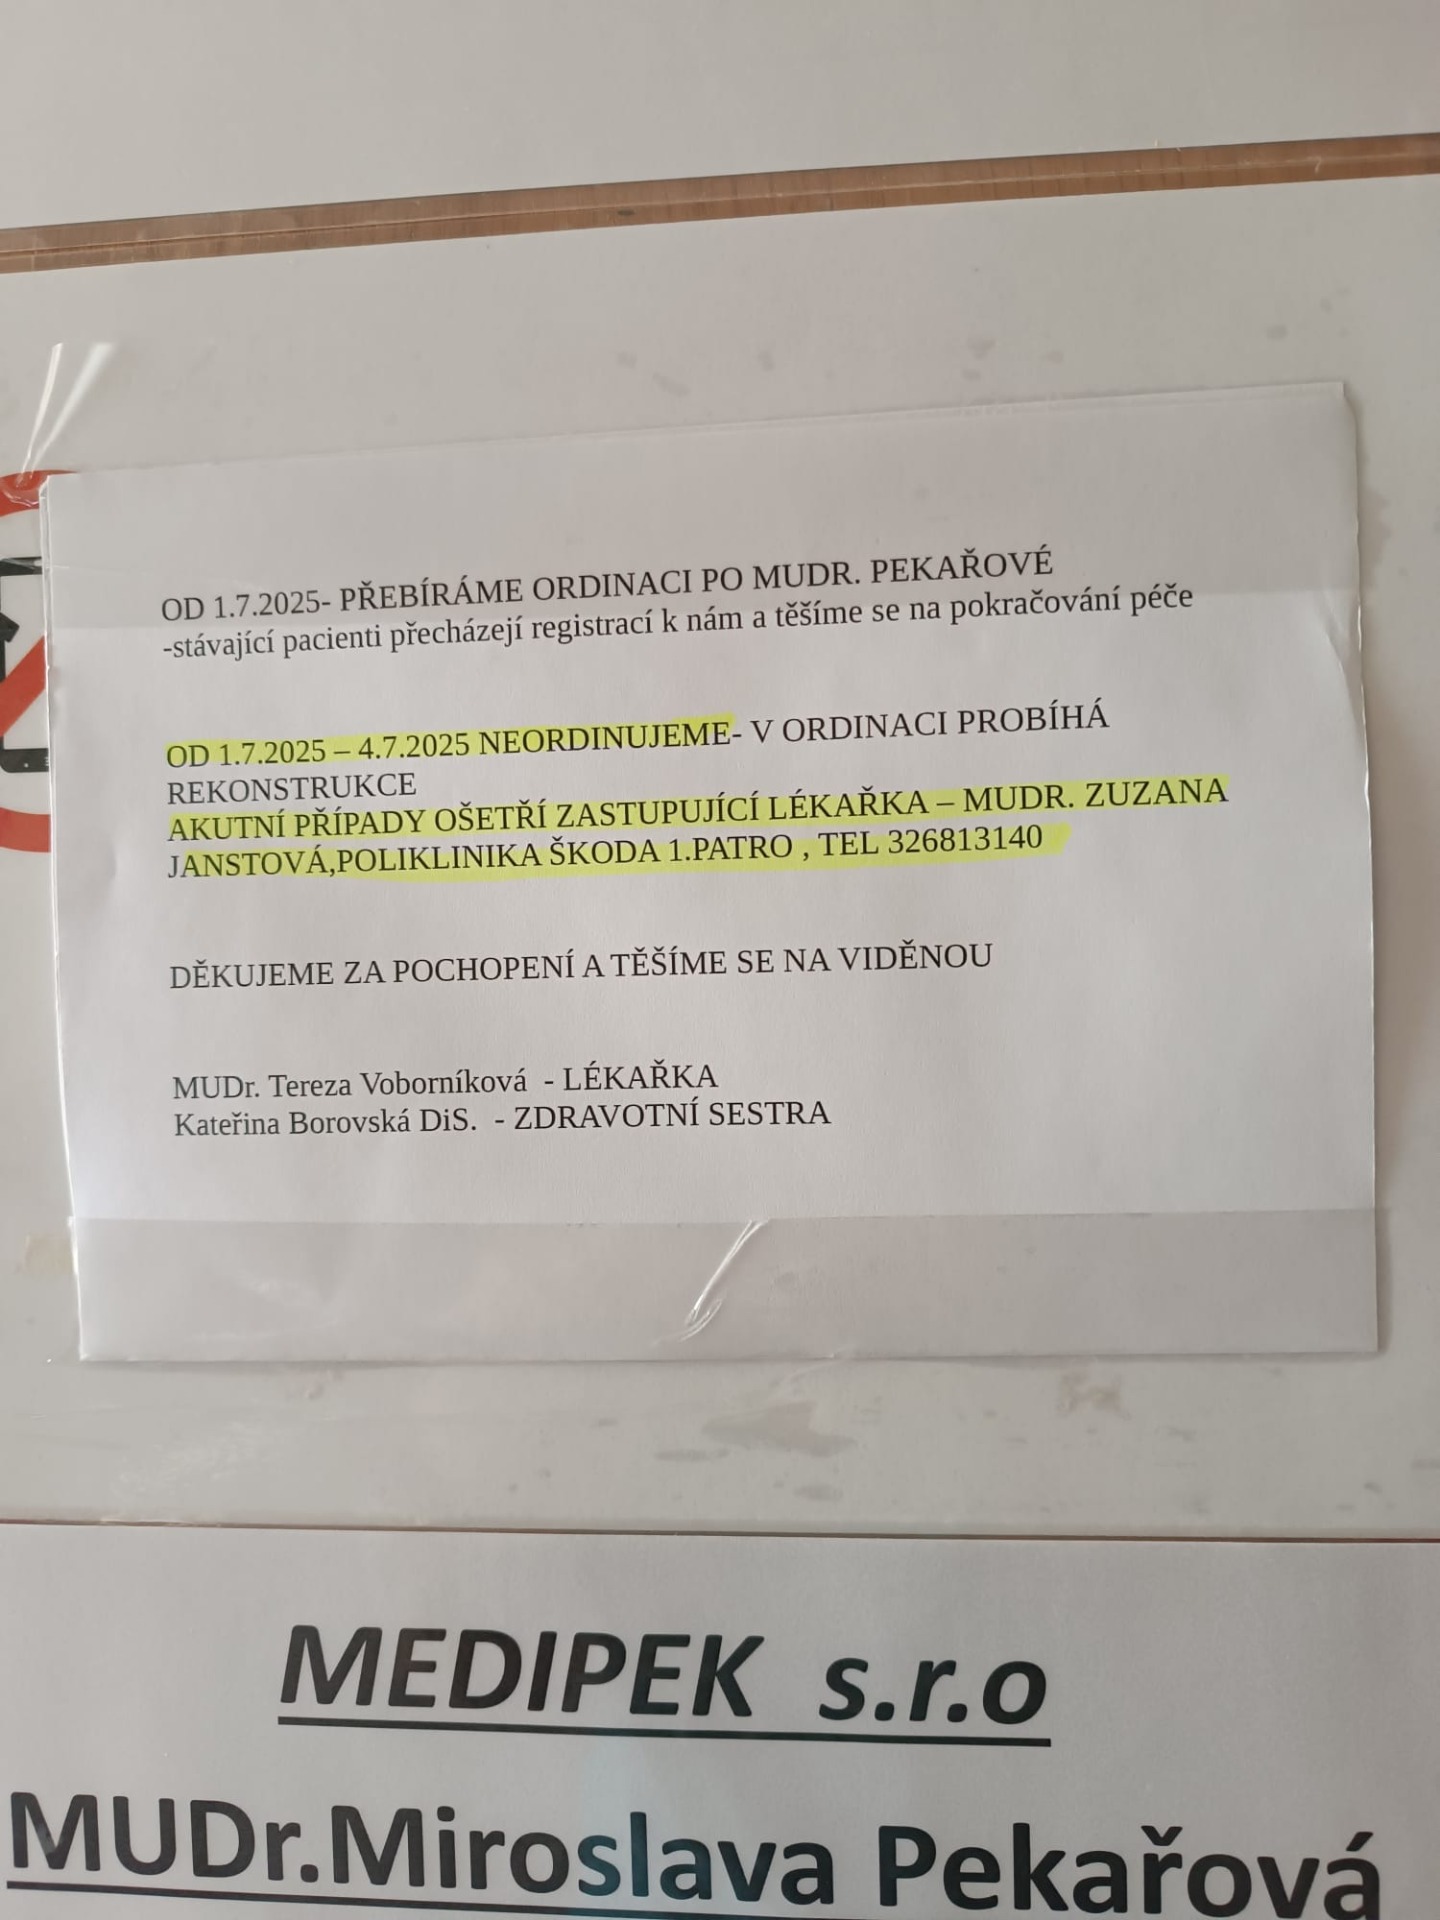 OD 1.7.2025- PŘEBÍRÁME ORDINACI PO MUDR. PEKAŘOVÉ
-stávající pacienti přecházejí registrací k nám a těšíme se na pokračování péče
OD 1.7.2025 – 4.7.2025 NEORDINUJEME- V ORDINACI PROBÍHÁ
REKONSTRUKCE
AKUTNÍ PŘÍPADY OŠETŘÍ ZASTUPUJÍCÍ LÉKAŘKA – MUDR. ZUZANA
JANSTOVÁ,POLIKLINIKA ŠKODA 1.PATRO , TEL 326813140
DĚKUJEME ZA POCHOPENÍ A TĚŠÍME SE NA VIDĚNOU
MUDr. Tereza Voborníková - LÉKAŘKA
Kateřina Borovská DiS. - ZDRAVOTNÍ SESTRA
MEDIPEK s.r.o
MUDr.Miroslava Pekařová